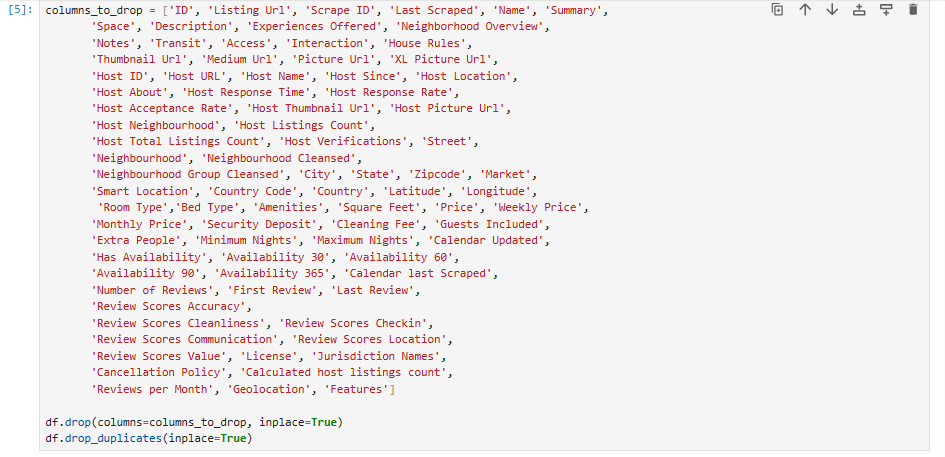 [5]: columns_to_drop = ['ID', 'Listing Url', 'Scrape ID', 'Last Scraped', 'Name', 'Summary',
'Space', 'Description', 'Experiences Offered', 'Neighborhood Overview',
'Notes', 'Transit', 'Access', 'Interaction', 'House Rules',
'Thumbnail Url', 'Medium Url', 'Picture Url', 'XL Picture Url',
'Host ID', 'Host URL', 'Host Name', 'Host Since', 'Host Location',
'Host About', 'Host Response Time', 'Host Response Rate',
'Host Acceptance Rate', 'Host Thumbnail Url', 'Host Picture Url',
'Host Neighbourhood', 'Host Listings Count',
'Host Total Listings Count', 'Host Verifications', 'Street',
'Neighbourhood', 'Neighbourhood Cleansed',
'Neighbourhood Group Cleansed', 'City', 'State', 'Zipcode', 'Market',
'Smart Location', 'Country Code', 'Country', 'Latitude', 'Longitude',
'Room Type','Bed Type', 'Amenities', 'Square Feet', 'Price', 'Weekly Price',
'Monthly Price', 'Security Deposit', 'Cleaning Fee', 'Guests Included',
'Extra People', 'Minimum Nights', 'Maximum Nights', 'Calendar Updated',
'Has Availability', 'Availability 30', 'Availability 60',
'Availability 90', 'Availability 365', 'Calendar last Scraped',
'Number of Reviews', 'First Review', 'Last Review',
'Review Scores Accuracy',
'Review Scores Cleanliness', 'Review Scores Checkin',
'Review Scores Communication', 'Review Scores Location',
'Review Scores Value', 'License', 'Jurisdiction Names',
'Cancellation Policy', 'Calculated host listings count',
'Reviews per Month', 'Geolocation', 'Features']
df.drop(columns=columns_to_drop, inplace=True)
df.drop_duplicates(inplace=True)